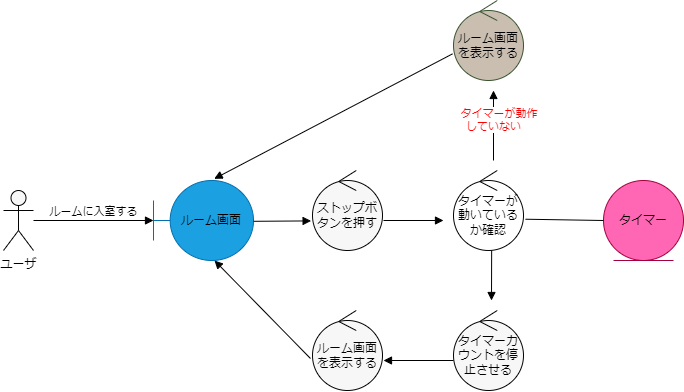 ルーム画面
を表示する
タイマーが動作
していない
ルームに入室する
ユーザ
ルーム画面
ストップボ
タンを押す
タイマーが
動いている
か確認
タイマー
ルーム画面
を表示する
タイマーカ
ウントを停
止させる